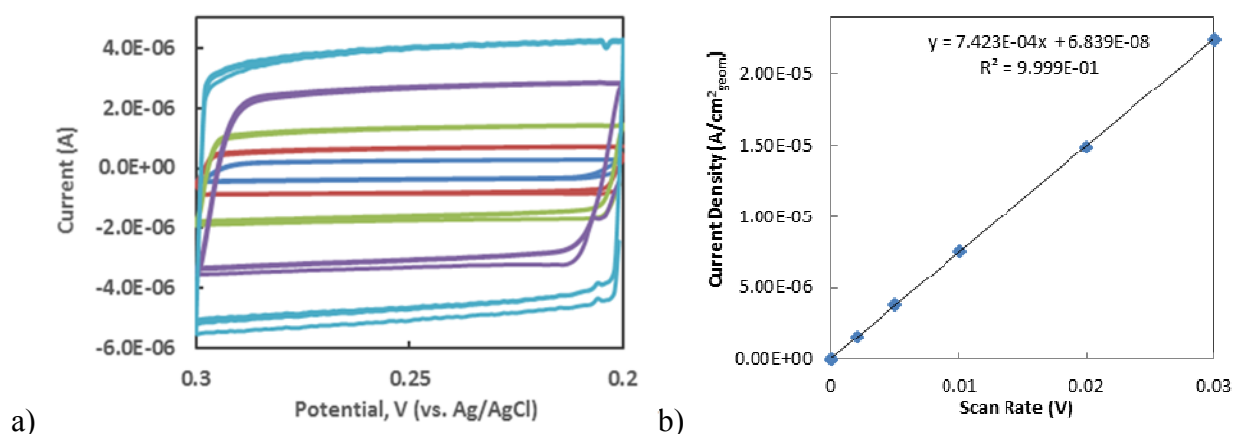 4.0E-06
2.0E-06
0.0E+00
-2.0E-06
-4.0E-06
-6.0E-06
Current (A)
0.3 0.25 0.2
Potential, V (vs. Ag/AgCl)
a)
y = 7.423E-04x + 6.839E-08
R² = 9.999E-01
2.00E-05
1.50E-05
1.00E-05
5.00E-06
0.00E+00
Current Density (A/cm²geom)
0 0.01 0.02 0.03
Scan Rate (V)
b)